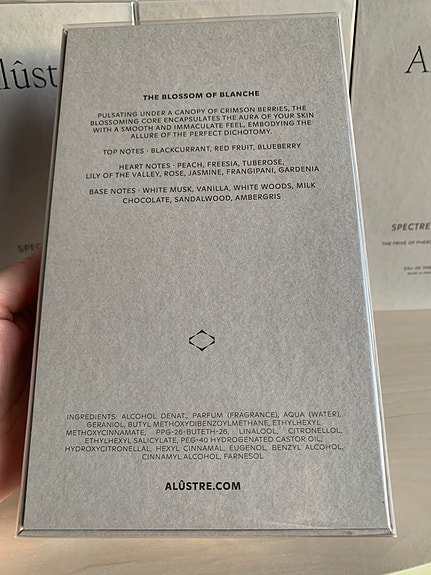 THE BLOSSOM OF BLANCHE
PULSATING UNDER A CANOPY OF CRIMSON BERRIES, THE
BLOSSOMING CORE ENCAPSULATES THE AURA OF YOUR SKIN
WITH A SMOOTH AND IMMACULATE FEEL, EMBODYING THE
ALLURE OF THE PERFECT DICHOTOMY.
TOP NOTES · BLACKCURRANT, RED FRUIT, BLUEBERRY
HEART NOTES · PEACH, FREESIA, TUBEROSE,
LILY OF THE VALLEY, ROSE, JASMINE, FRANGIPANI, GARDENIA
BASE NOTES · WHITE MUSK, VANILLA, WHITE WOODS, MILK
CHOCOLATE, SANDALWOOD, AMBERGRIS
INGREDIENTS: ALCOHOL DENAT., PARFUM (FRAGRANCE), AQUA (WATER),
GERANIOL, BUTYL METHOXYDIBENZOYLMETHANE, ETHYLHEXYL
METHOXYCINNAMATE, PPG-26-BUTETH-26, LINALOOL, CITRONELLOL,
ETHYLHEXYL SALICYLATE, PEG-40 HYDROGENATED CASTOR OIL,
HYDROXYCITRONELLAL, HEXYL CINNAMAL, EUGENOL, BENZYL ALCOHOL,
CINNAMYL ALCOHOL, FARNESOL
ALÛSTRE.COM
lûst
A
SPEC
SPECTRE